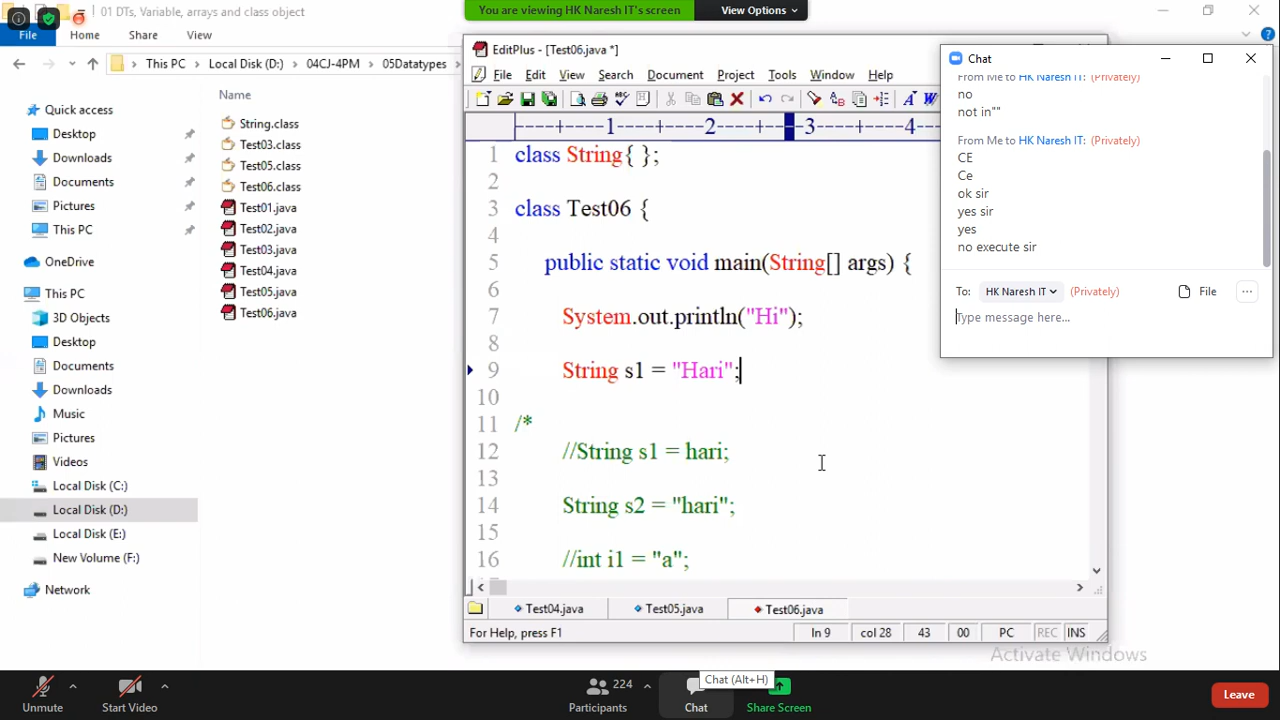 01 DTs, Variable, arrays and class object
You are viewing HK Naresh IT's screen
View Options
File
Home
Share
View
This PC
Local Disk (D:)
04CJ-4PM
05Datatypes
Quick access
Desktop
Downloads
Documents
Pictures
This PC
OneDrive
This PC
3D Objects
Desktop
Documents
Downloads
Music
Pictures
Videos
Local Disk (C:)
Local Disk (D:)
Local Disk (E:)
New Volume (F:)
Network
Name
String.class
Test03.class
Test05.class
Test06.class
Test01.java
Test02.java
Test03.java
Test04.java
Test05.java
Test06.java
EditPlus - [Test06.java *]
File Edit View Search Document Project Tools Window Help
----+----1----+----2----+----3----+----4----
1 class String{ };
2
3 class Test06 {
4
5 public static void main(String[] args) {
6
7 System.out.println("Hi");
8
9 String s1 = "Hari";
10
11 /*
12 //String s1 = hari;
13
14 String s2 = "hari";
15
16 //int i1 = "a";
Test04.java
Test05.java
Test06.java
For Help, press F1
ln 9
col 28
43
00
PC
REC
INS
Chat
From Me to HK Naresh IT: (Privately)
no
not in""
From Me to HK Naresh IT: (Privately)
CE
Ce
ok sir
yes sir
yes
no execute sir
To: HK Naresh IT (Privately)
File
Type message here...
Activate Windows
Chat (Alt+H)
Unmute
Start Video
224
Participants
Chat
Share Screen
Leave